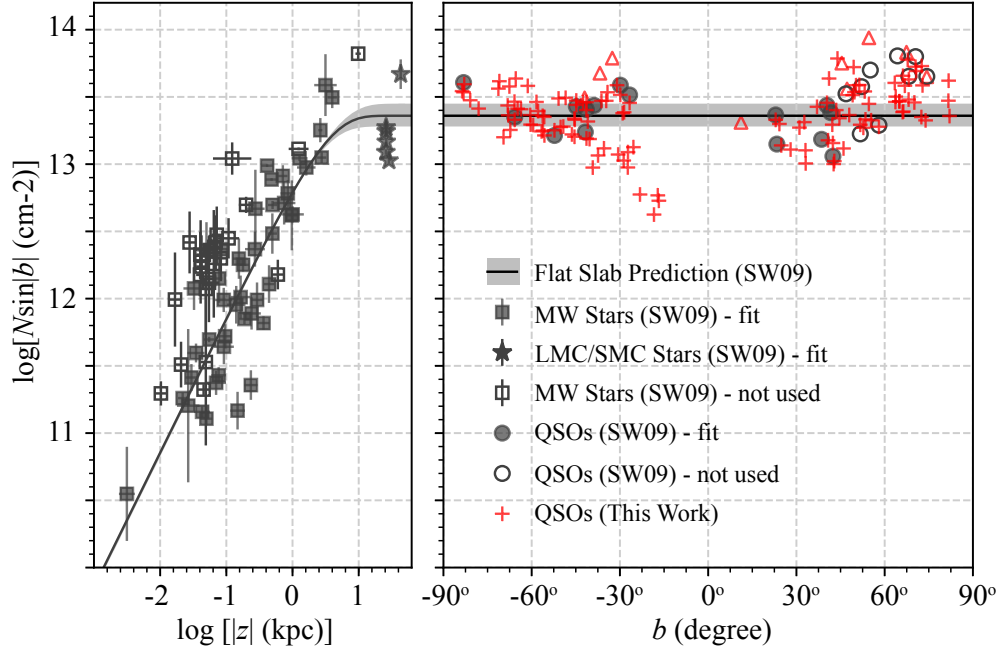 14
13
12
11
log[Nsin|b| (cm-2)]
Flat Slab Prediction (SW09)
MW Stars (SW09) - fit
LMC/SMC Stars (SW09) - fit
MW Stars (SW09) - not used
QSOs (SW09) - fit
QSOs (SW09) - not used
QSOs (This Work)
-2 -1 0 1
log [|z| (kpc)]
-90° -60° -30° 0° 30° 60° 90°
b (degree)